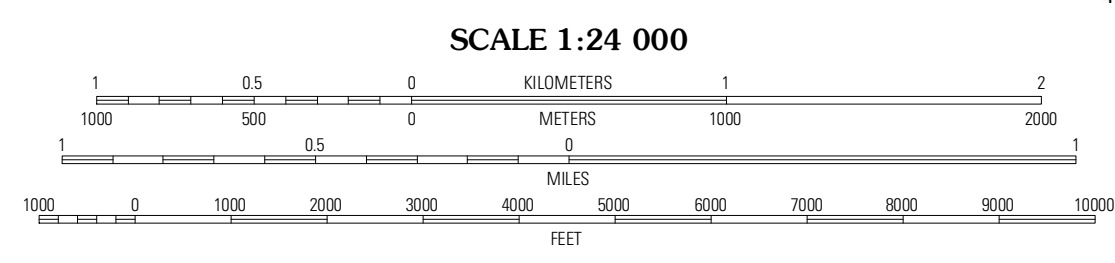 SCALE 1:24 000
1 0.5 0 KILOMETERS 1 2
1000 500 0 METERS 1000 2000
1 0.5 0 1
MILES
1000 0 1000 2000 3000 4000 5000 6000 7000 8000 9000 10000
FEET